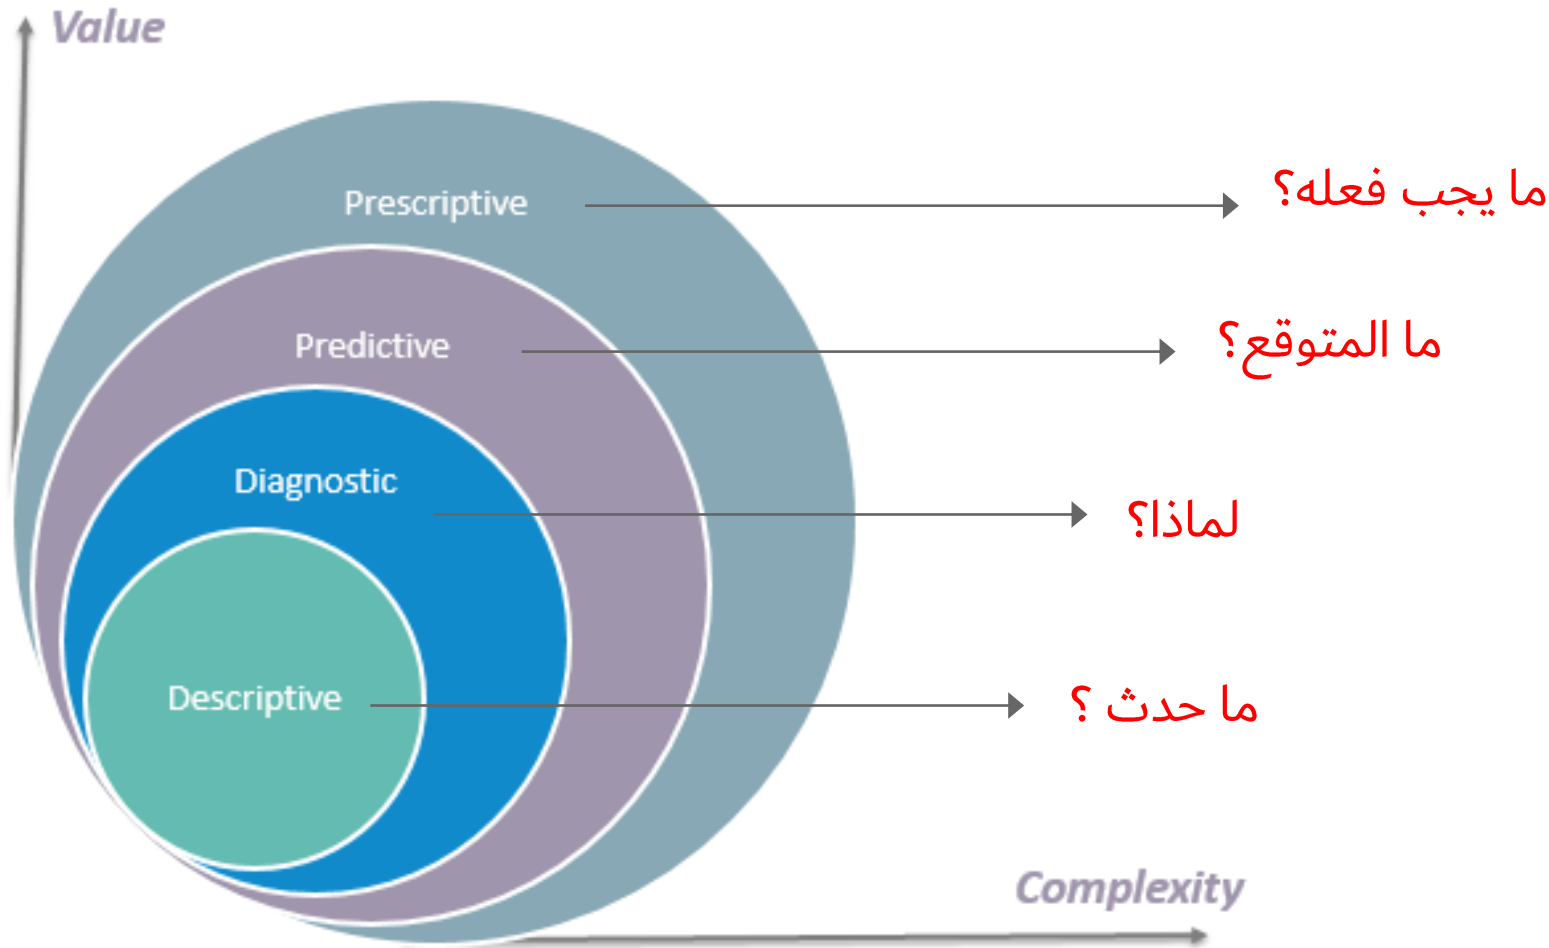 Value
Prescriptive
ما يجب فعله؟
Predictive
ما المتوقع؟
Diagnostic
لماذا؟
Descriptive
ما حدث ؟
Complexity